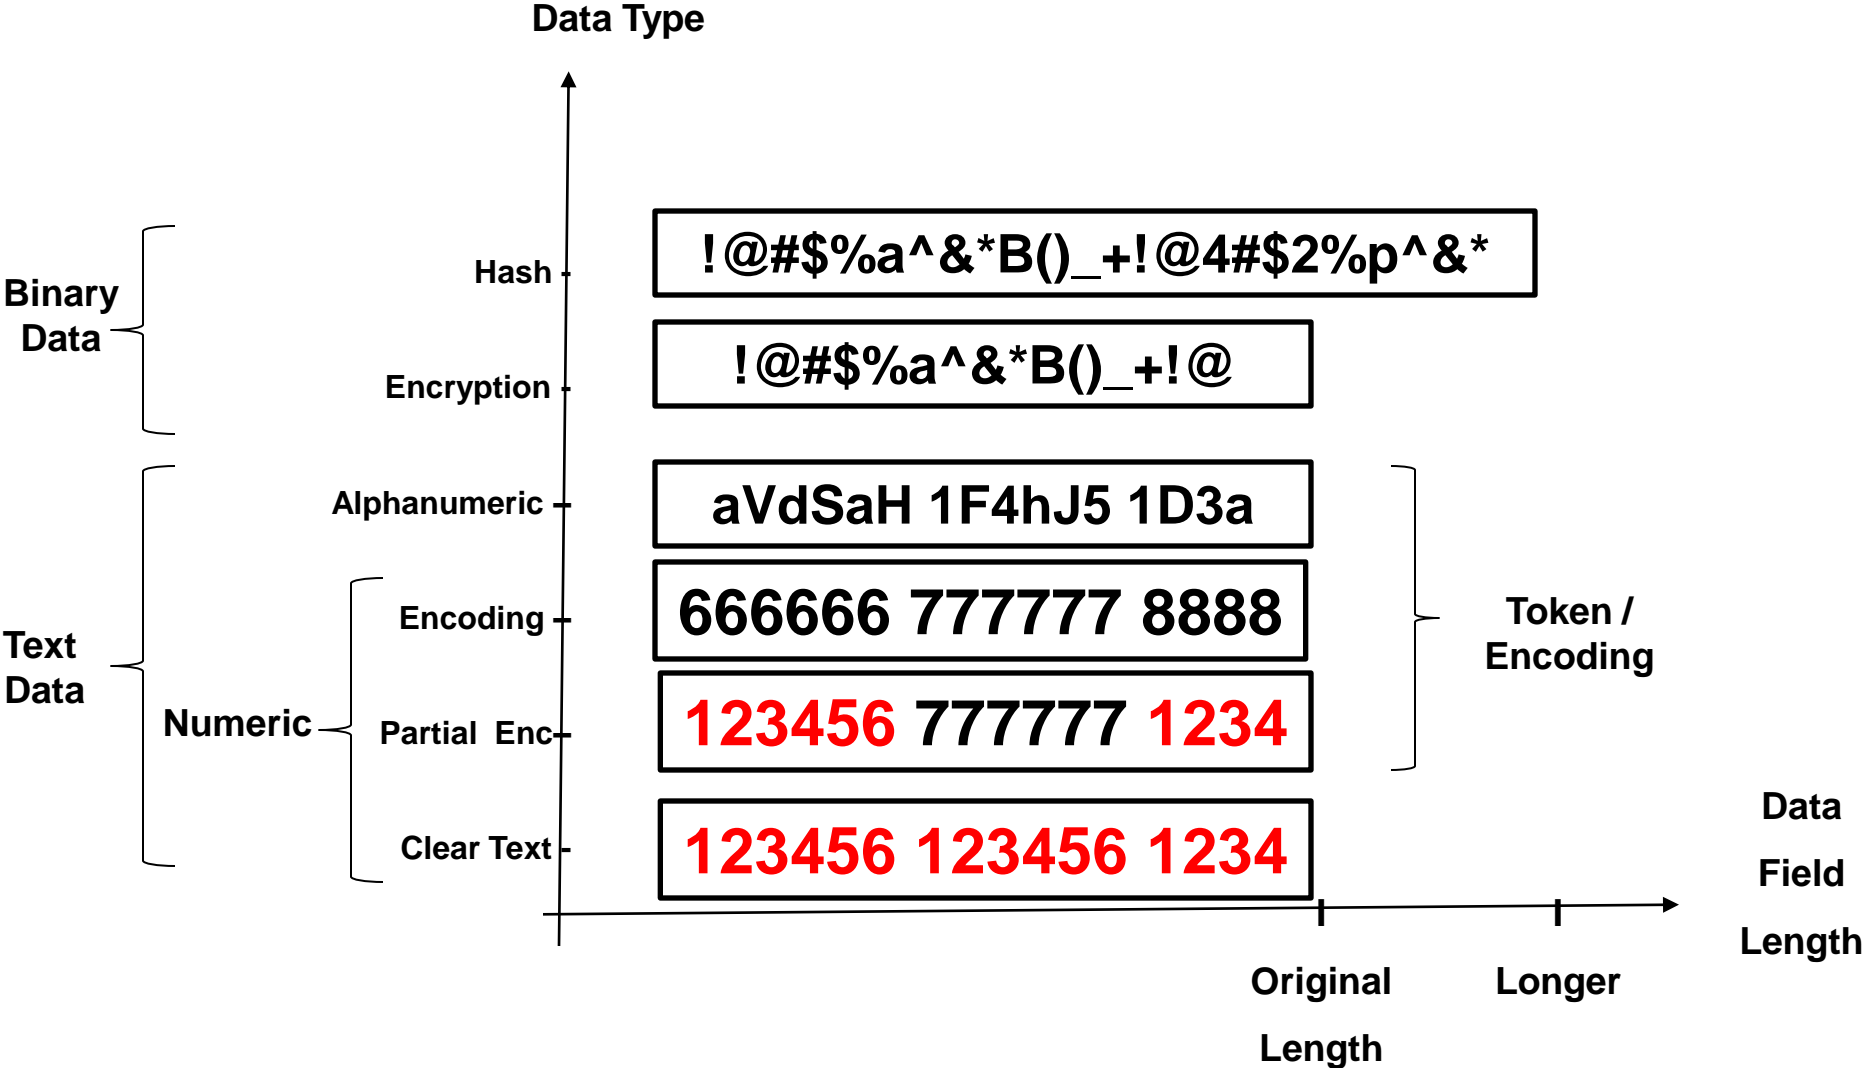 Data Type
Hash
!@#$%a^&*B()_+!@4#$2%p^&*
Binary
Data
Encryption
!@#$%a^&*B()_+!@
Alphanumeric
aVdSaH 1F4hJ5 1D3a
Encoding
666666 777777 8888
Token /
Encoding
Text
Data
Numeric
Partial Enc
123456 777777 1234
Clear Text
123456 123456 1234
Data
Field
Length
Original
Length
Longer